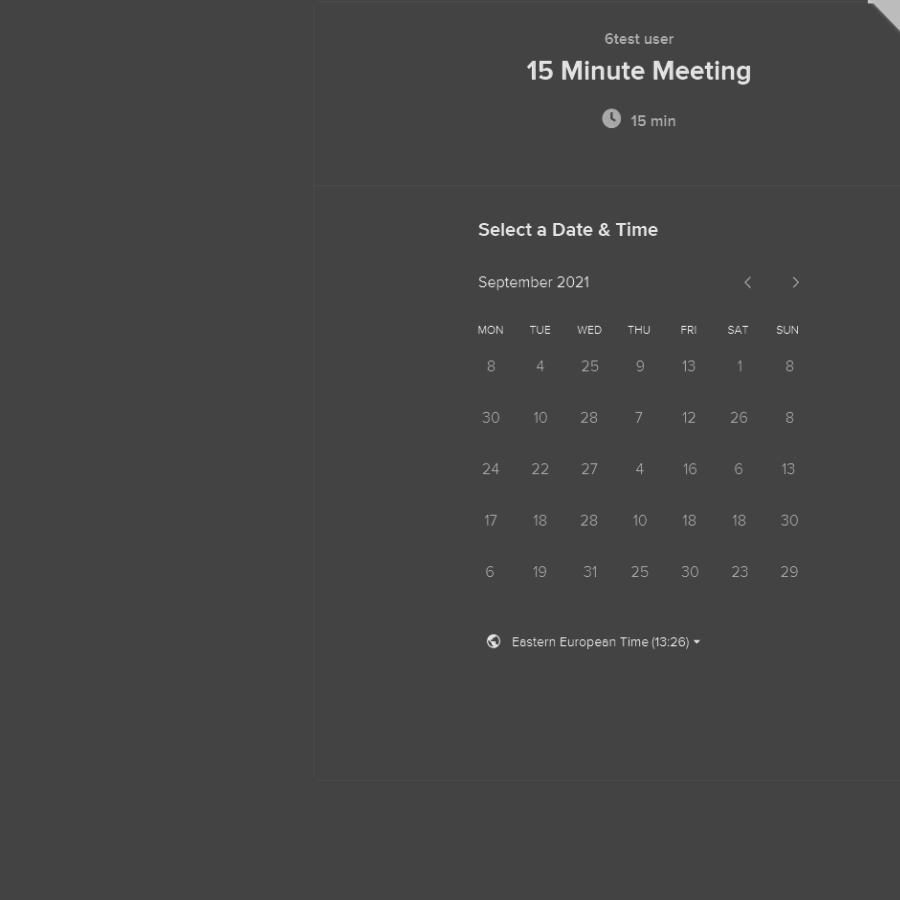 6test user
15 Minute Meeting
15 min
Select a Date & Time
September 2021
MON TUE WED THU FRI SAT SUN
8 4 25 9 13 1 8
30 10 28 7 12 26 8
24 22 27 4 16 6 13
17 18 28 10 18 18 30
6 19 31 25 30 23 29
Eastern European Time (13:26)